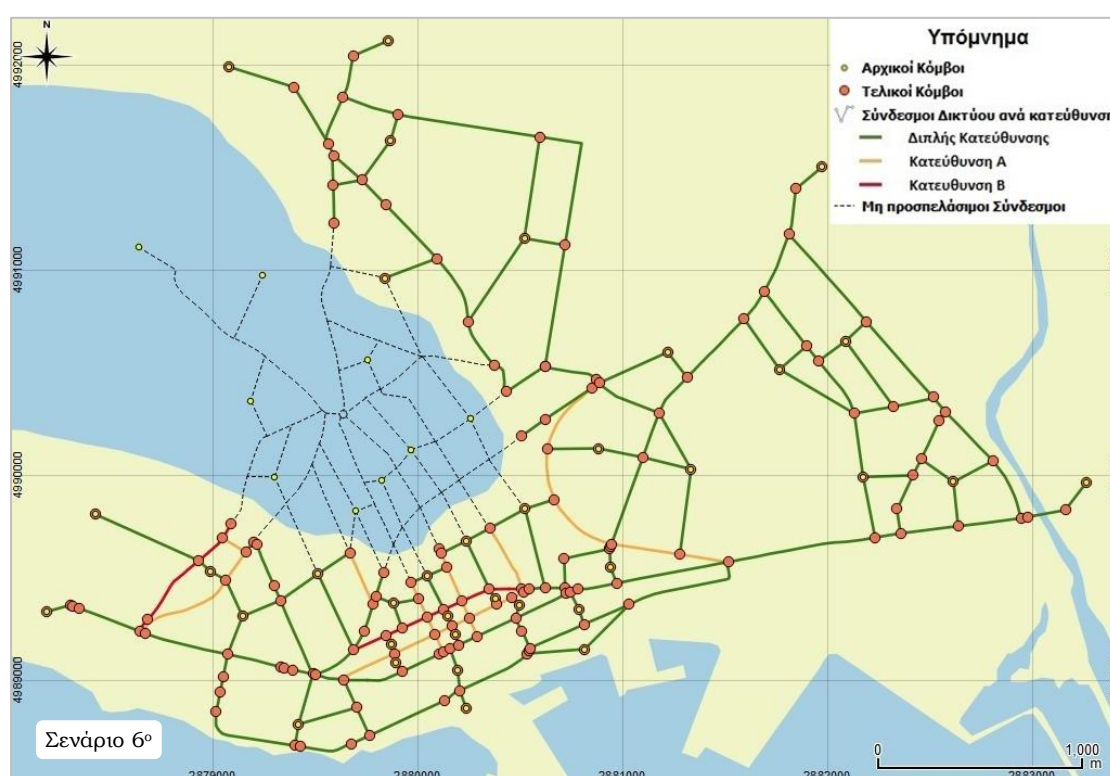 N
Υπόμνημα
Αρχικοί Κόμβοι
Τελικοί Κόμβοι
Σύνδεσμοι Δικτύου ανά κατεύθυνσ
Διπλής Κατεύθυνσης
Κατεύθυνση Α
Κατευθυνση Β
Μη προσπελάσιμοι Σύνδεσμοι
4992000
4991000
4990000
4989000
Σενάριο 6ο
2879000
2880000
2881000
2882000
2883000
0
1,000
m